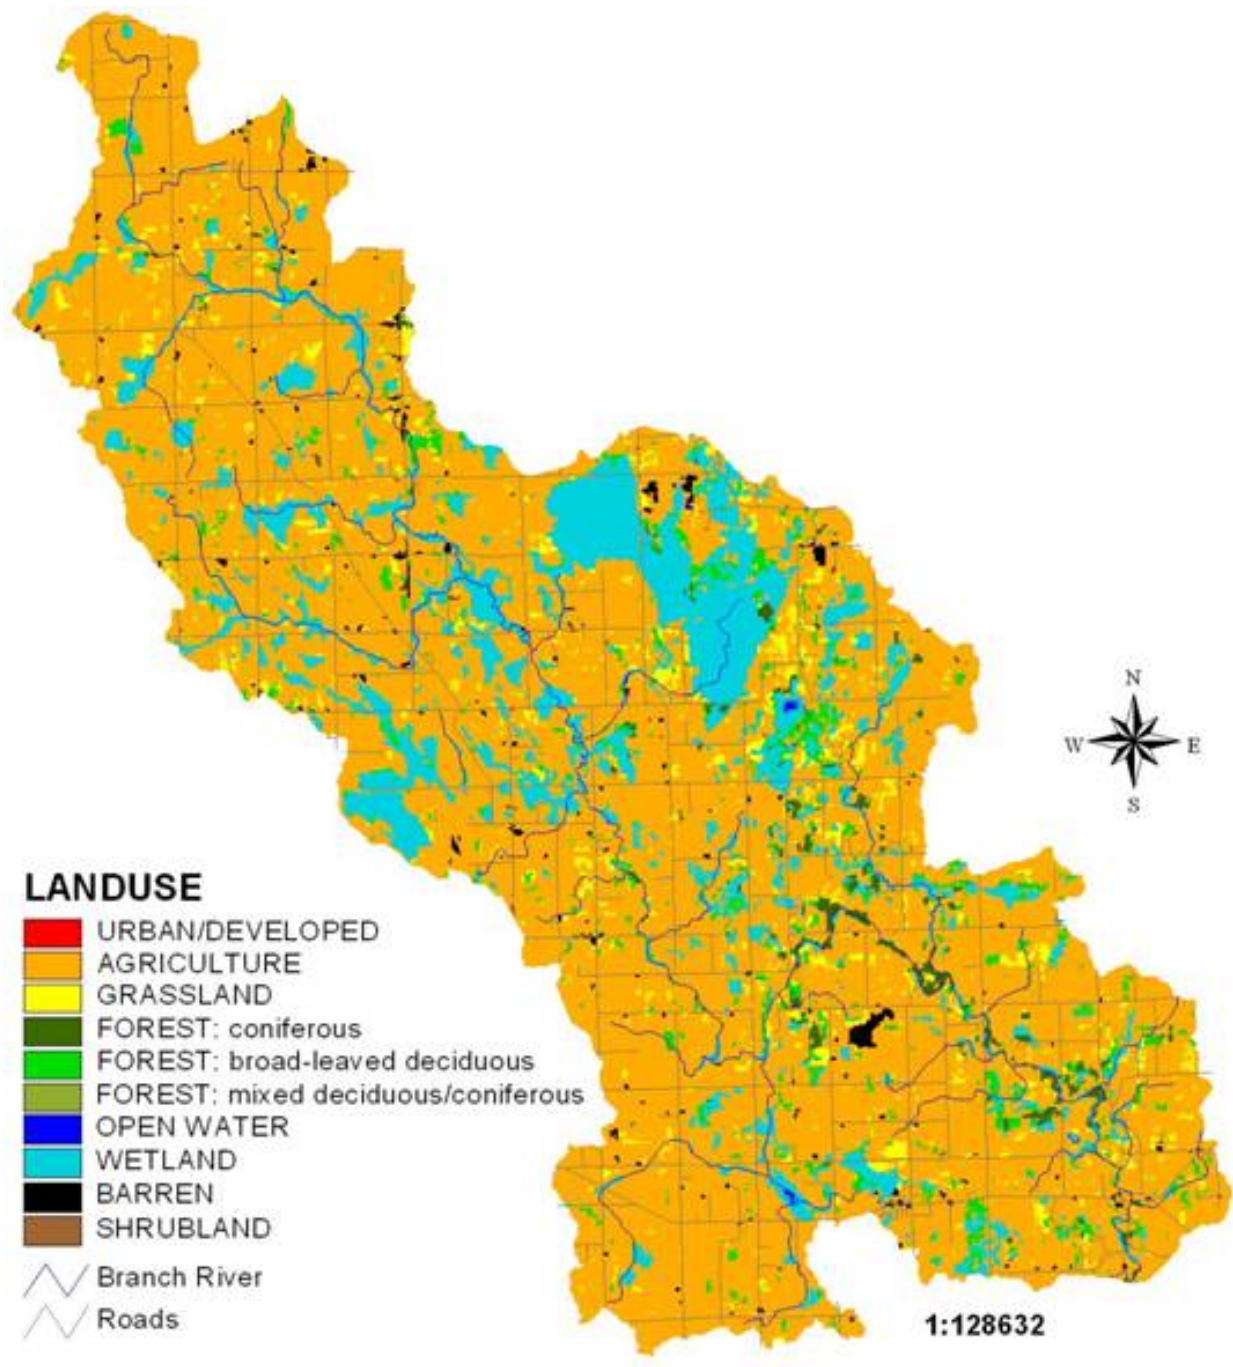 N
W E
S
LANDUSE
URBAN/DEVELOPED
AGRICULTURE
GRASSLAND
FOREST: coniferous
FOREST: broad-leaved deciduous
FOREST: mixed deciduous/coniferous
OPEN WATER
WETLAND
BARREN
SHRUBLAND
Branch River
Roads
1:128632